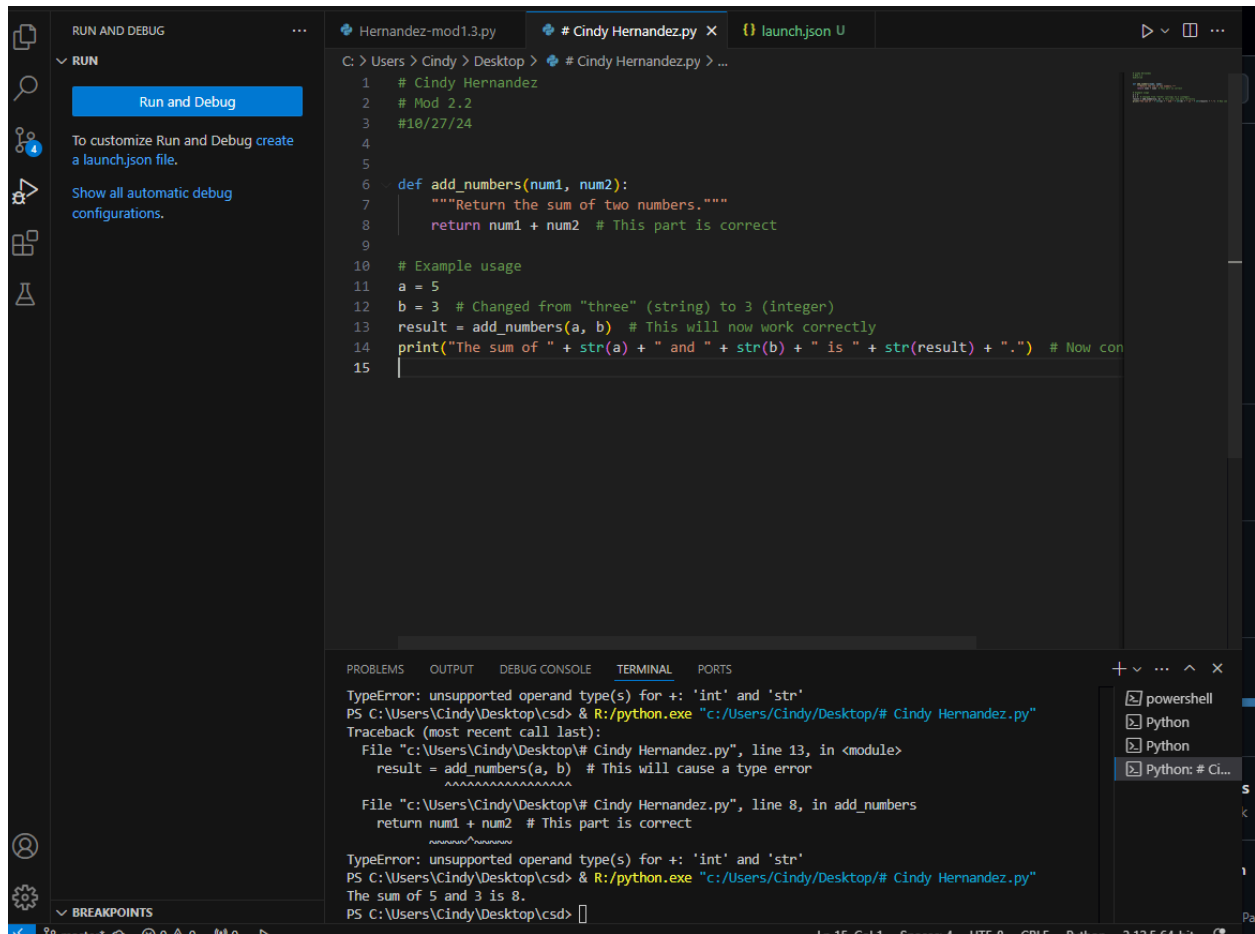 RUN AND DEBUG ···
Hernandez-mod1.3.py # Cindy Hernandez.py × {} launch.json U
RUN
C: > Users > Cindy > Desktop > # Cindy Hernandez.py > ...
Run and Debug
To customize Run and Debug create
a launch.json file.
Show all automatic debug
configurations.
4
1 # Cindy Hernandez
2 # Mod 2.2
3 #10/27/24
4
5
6 def add_numbers(num1, num2):
7     """Return the sum of two numbers."""
8     return num1 + num2  # This part is correct
9
10 # Example usage
11 a = 5
12 b = 3  # Changed from "three" (string) to 3 (integer)
13 result = add_numbers(a, b)  # This will now work correctly
14 print("The sum of " + str(a) + " and " + str(b) + " is " + str(result) + ".")  # Now con
15
PROBLEMS OUTPUT DEBUG CONSOLE TERMINAL PORTS
TypeError: unsupported operand type(s) for +: 'int' and 'str'
PS C:\Users\Cindy\Desktop\csd> & R:/python.exe "c:/Users/Cindy/Desktop/# Cindy Hernandez.py"
Traceback (most recent call last):
  File "c:\Users\Cindy\Desktop\# Cindy Hernandez.py", line 13, in <module>
    result = add_numbers(a, b)  # This will cause a type error
             ^^^^^^^^^^^^^^^^^
  File "c:\Users\Cindy\Desktop\# Cindy Hernandez.py", line 8, in add_numbers
    return num1 + num2  # This part is correct
           ~~~~~^~~~~~
TypeError: unsupported operand type(s) for +: 'int' and 'str'
PS C:\Users\Cindy\Desktop\csd> & R:/python.exe "c:/Users/Cindy/Desktop/# Cindy Hernandez.py"
The sum of 5 and 3 is 8.
PS C:\Users\Cindy\Desktop\csd>
powershell
Python
Python
Python: # Ci...
BREAKPOINTS